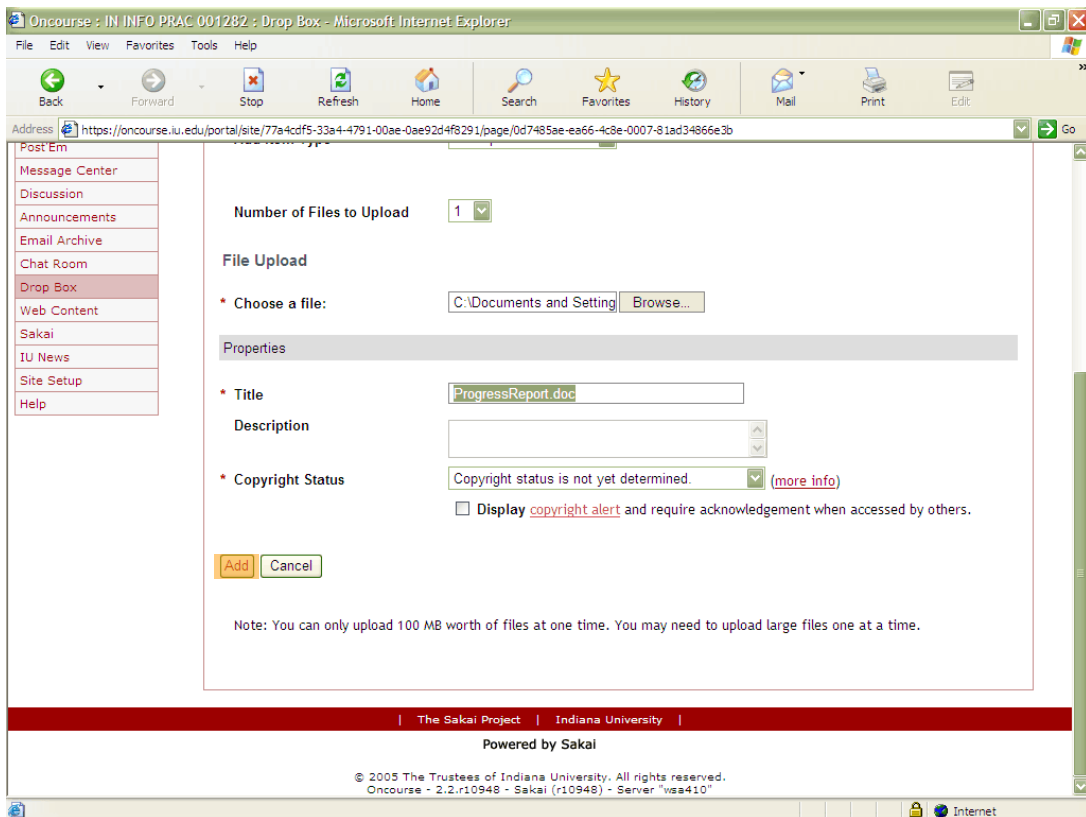 Oncourse : IN INFO PRAC 001282 : Drop Box - Microsoft Internet Explorer
File Edit View Favorites Tools Help
Back Forward Stop Refresh Home Search Favorites History Mail Print Edit
Address https://oncourse.iu.edu/portal/site/77a4cdf5-33a4-4791-00ae-0ae92d4f8291/page/0d7485ae-ea66-4c8e-0007-81ad34866e3b Go
Post'Em
Message Center
Discussion
Announcements
Email Archive
Chat Room
Drop Box
Web Content
Sakai
IU News
Site Setup
Help
Add Item Type
Number of Files to Upload 1
File Upload
* Choose a file: C:\Documents and Setting Browse...
Properties
* Title ProgressReport.doc
Description
* Copyright Status Copyright status is not yet determined. (more info)
Display copyright alert and require acknowledgement when accessed by others.
Add Cancel
Note: You can only upload 100 MB worth of files at one time. You may need to upload large files one at a time.
| The Sakai Project | Indiana University |
Powered by Sakai
© 2005 The Trustees of Indiana University. All rights reserved.
Oncourse - 2.2.r10948 - Sakai (r10948) - Server "wsa410"
Internet